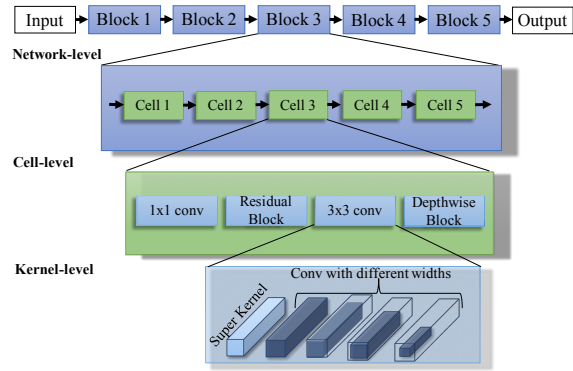 Input Block 1 Block 2 Block 3 Block 4 Block 5 Output
Network-level
Cell 1 Cell 2 Cell 3 Cell 4 Cell 5
Cell-level
1x1 conv Residual Block 3x3 conv Depthwise Block
Kernel-level
Conv with different widths
Super Kernel